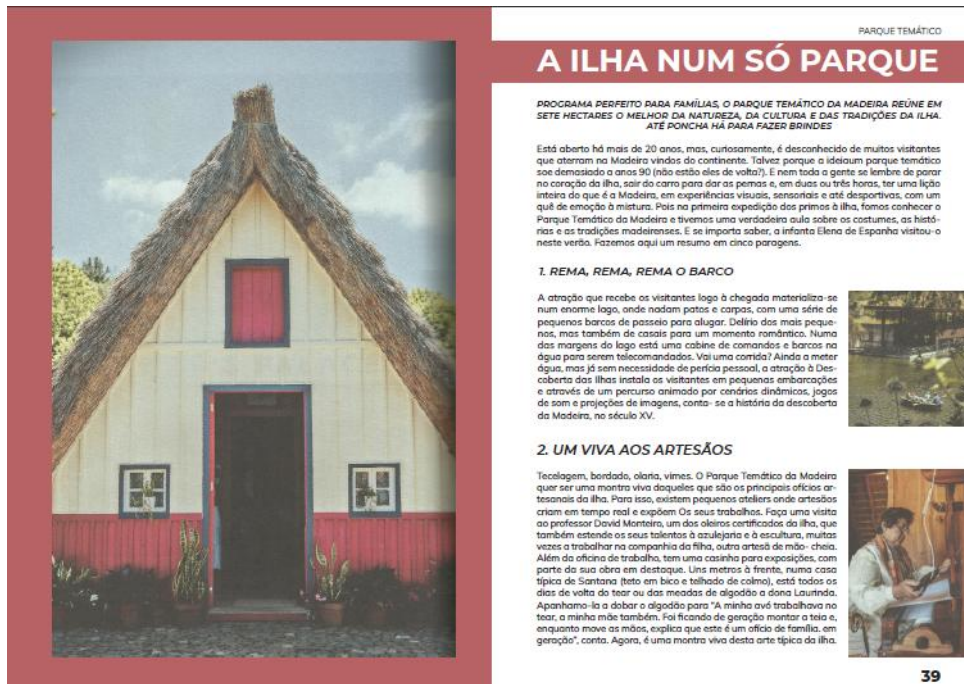 PARQUE TEMÁTICO
A ILHA NUM SÓ PARQUE
PROGRAMA PERFEITO PARA FAMÍLIAS, O PARQUE TEMÁTICO DA MADEIRA REÚNE EM
SETE HECTARES O MELHOR DA NATUREZA, DA CULTURA E DAS TRADIÇÕES DA ILHA.
ATÉ PONCHA HÁ PARA FAZER BRINDES
Está aberto há mais de 20 anos, mas, curiosamente, é desconhecido de muitos visitantes
que aterram na Madeira vindos do continente. Talvez porque a ideiaum parque temático
soe demasiado a anos 90 (não estão eles de volta?). E nem toda a gente se lembre de parar
no coração da ilha, sair do carro para dar as pernas e, em duas ou três horas, ter uma lição
inteira do que é a Madeira, em experiências visuais, sensoriais e até desportivas, com um
quê de emoção à mistura. Pois na primeira expedição dos primos à ilha, fomos conhecer o
Parque Temático da Madeira e tivemos uma verdadeira aula sobre os costumes, as histó-
rias e as tradições madeirenses. E se importa saber, a infanta Elena de Espanha visitou-o
neste verão. Fazemos aqui um resumo em cinco paragens.
1. REMA, REMA, REMA O BARCO
A atração que recebe os visitantes logo à chegada materializa-se
num enorme lago, onde nadam patos e carpas, com uma série de
pequenos barcos de passeio para alugar. Delírio dos mais peque-
nos, mas também de casais para um momento romântico. Numa
das margens do lago está uma cabine de comandos e barcos na
água para serem telecomandados. Vai uma corrida? Ainda a meter
água, mas já sem necessidade de perícia pessoal, a atração à Des-
coberta das Ilhas instala os visitantes em pequenas embarcações
e através de um percurso animado por cenários dinâmicos, jogos
de som e projeções de imagens, conta- se a história da descoberta
da Madeira, no século XV.
2. UM VIVA AOS ARTESÃOS
Tecelagem, bordado, olaria, vimes. O Parque Temático da Madeira
quer ser uma montra viva daqueles que são os principais ofícios ar-
tesanais da ilha. Para isso, existem pequenos ateliers onde artesãos
criam em tempo real e expõem Os seus trabalhos. Faça uma visita
ao professor David Monteiro, um dos oleiros certificados da ilha, que
também estende os seus talentos à azulejaria e à escultura, muitas
vezes a trabalhar na companhia da filha, outra artesã de mão- cheia.
Além da oficina de trabalho, tem uma casinha para exposições, com
parte da sua obra em destaque. Uns metros à frente, numa casa
típica de Santana (teto em bico e telhado de colmo), está todos os
dias de volta do tear ou das meadas de algodão a dona Laurinda.
Apanhamo-la a dobar o algodão para "A minha avó trabalhava no
tear, a minha mãe também. Foi ficando de geração montar a teia e,
enquanto move as mãos, explica que este é um ofício de família. em
geração", conta. Agora, é uma montra viva desta arte típica da ilha.
39